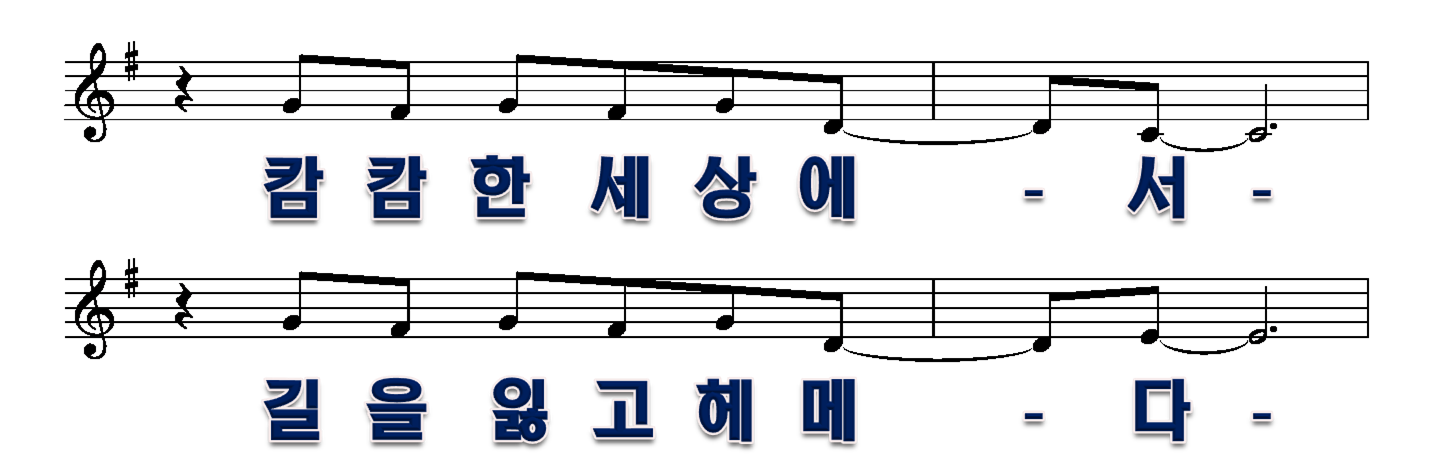 캄 캄 한 세 상 에 - 서 -
길 을 잃 고 헤 메 - 다 -